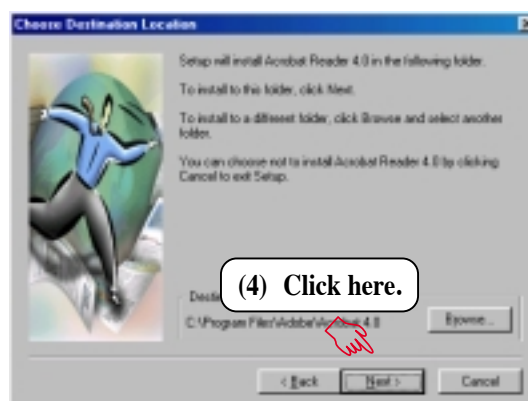 Choose Destination Location
Setup will install Acrobat Reader 4.0 in the following folder.
To install to this folder, click Next.
To install to a different folder, click Browse and select another
folder.
You can choose not to install Acrobat Reader 4.0 by clicking
Cancel to exit Setup.
(4) Click here.
C:\Program Files\Adobe\Acrobat 4.0
Browse...
< Back
Next >
Cancel